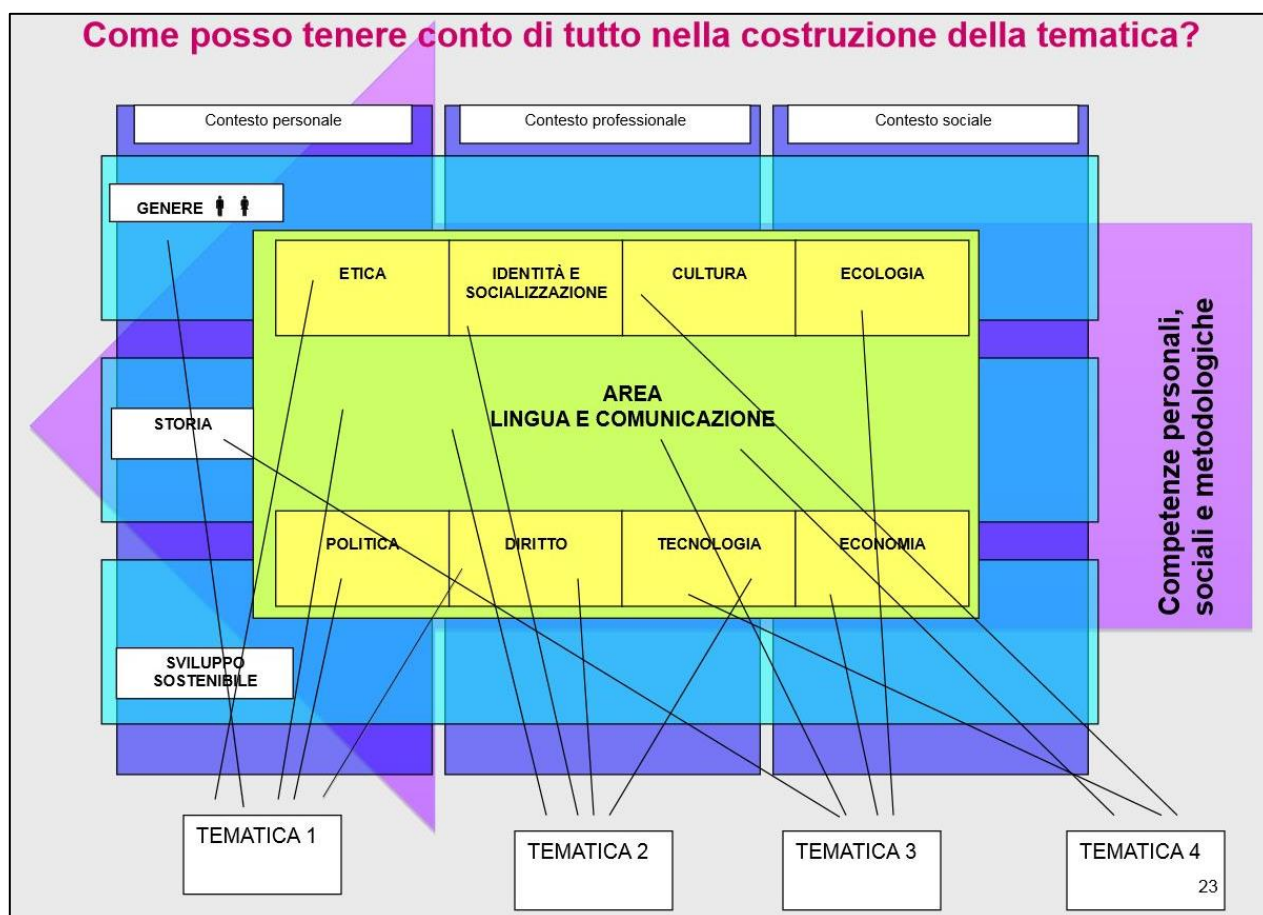 Come posso tenere conto di tutto nella costruzione della tematica?
Contesto personale
Contesto professionale
Contesto sociale
GENERE
ETICA
IDENTITÀ E
SOCIALIZZAZIONE
CULTURA
ECOLOGIA
AREA
LINGUA E COMUNICAZIONE
STORIA
POLITICA
DIRITTO
TECNOLOGIA
ECONOMIA
SVILUPPO
SOSTENIBILE
Competenze personali,
sociali e metodologiche
TEMATICA 1
TEMATICA 2
TEMATICA 3
TEMATICA 4
23